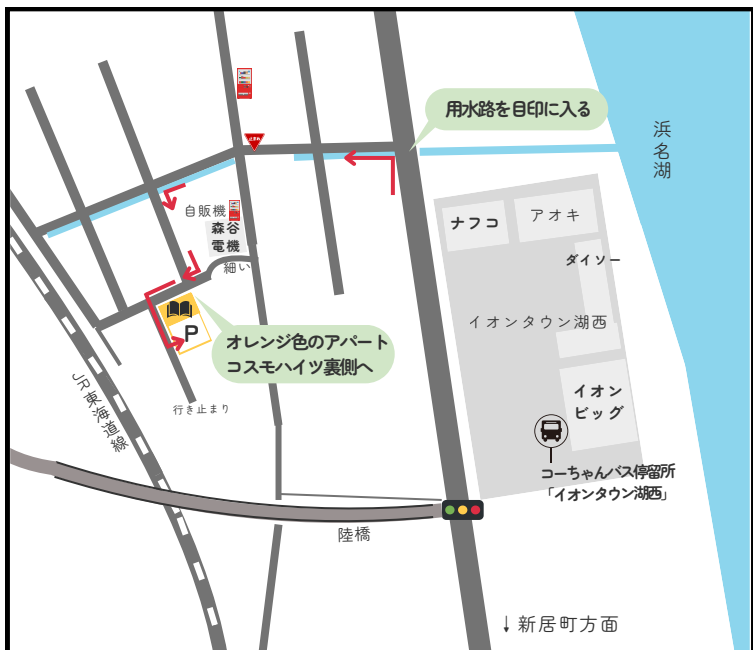 用水路を目印に入る
浜名湖
止まれ
自販機
森谷
電機
細い
ナフコ
アオキ
ダイソー
イオンタウン湖西
P
オレンジ色のアパート
コスモハイツ裏側へ
イオン
ビッグ
JR東海道線
行き止まり
コーちゃんバス停留所
「イオンタウン湖西」
陸橋
↓新居町方面